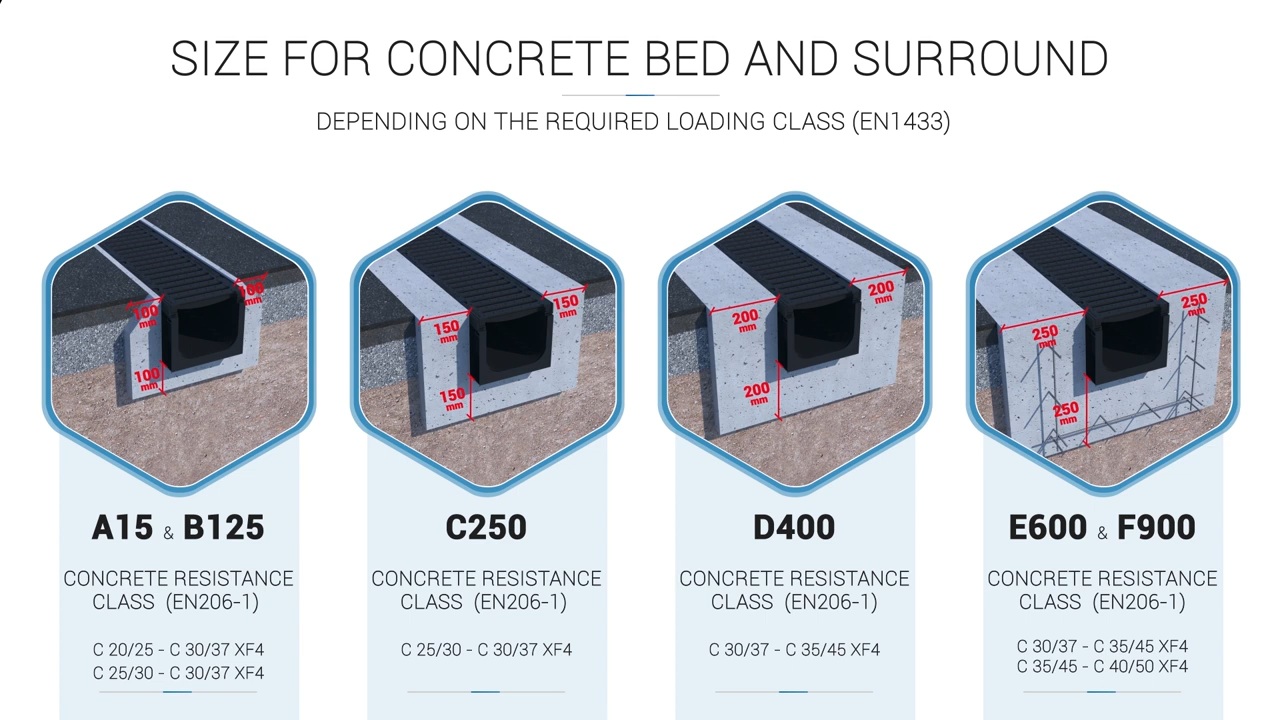 SIZE FOR CONCRETE BED AND SURROUND
DEPENDING ON THE REQUIRED LOADING CLASS (EN1433)
100
mm
100
mm
100
mm
150
mm
150
mm
150
mm
200
mm
200
mm
200
mm
250
mm
250
mm
250
mm
A15 & B125
CONCRETE RESISTANCE
CLASS (EN206-1)
C 20/25 - C 30/37 XF4
C 25/30 - C 30/37 XF4
C250
CONCRETE RESISTANCE
CLASS (EN206-1)
C 25/30 - C 30/37 XF4
D400
CONCRETE RESISTANCE
CLASS (EN206-1)
C 30/37 - C 35/45 XF4
E600 & F900
CONCRETE RESISTANCE
CLASS (EN206-1)
C 30/37 - C 35/45 XF4
C 35/45 - C 40/50 XF4